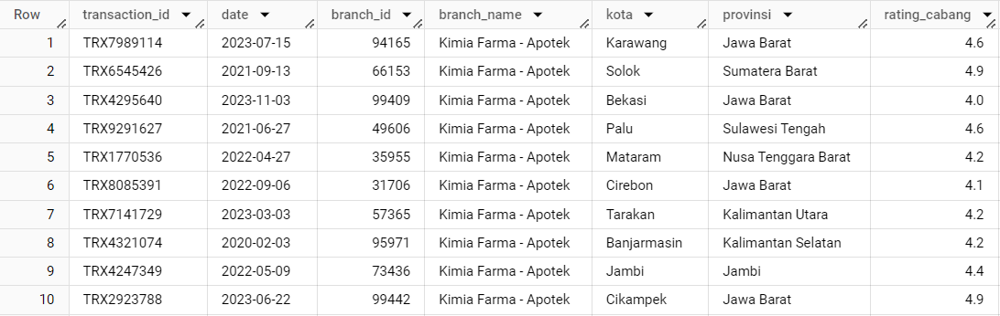 Row transaction_id date branch_id branch_name kota provinsi rating_cabang
1 TRX7989114 2023-07-15 94165 Kimia Farma - Apotek Karawang Jawa Barat 4.6
2 TRX6545426 2021-09-13 66153 Kimia Farma - Apotek Solok Sumatera Barat 4.9
3 TRX4295640 2023-11-03 99409 Kimia Farma - Apotek Bekasi Jawa Barat 4.0
4 TRX9291627 2021-06-27 49606 Kimia Farma - Apotek Palu Sulawesi Tengah 4.6
5 TRX1770536 2022-04-27 35955 Kimia Farma - Apotek Mataram Nusa Tenggara Barat 4.2
6 TRX8085391 2022-09-06 31706 Kimia Farma - Apotek Cirebon Jawa Barat 4.1
7 TRX7141729 2023-03-03 57365 Kimia Farma - Apotek Tarakan Kalimantan Utara 4.2
8 TRX4321074 2020-02-03 95971 Kimia Farma - Apotek Banjarmasin Kalimantan Selatan 4.2
9 TRX4247349 2022-05-09 73436 Kimia Farma - Apotek Jambi Jambi 4.4
10 TRX2923788 2023-06-22 99442 Kimia Farma - Apotek Cikampek Jawa Barat 4.9